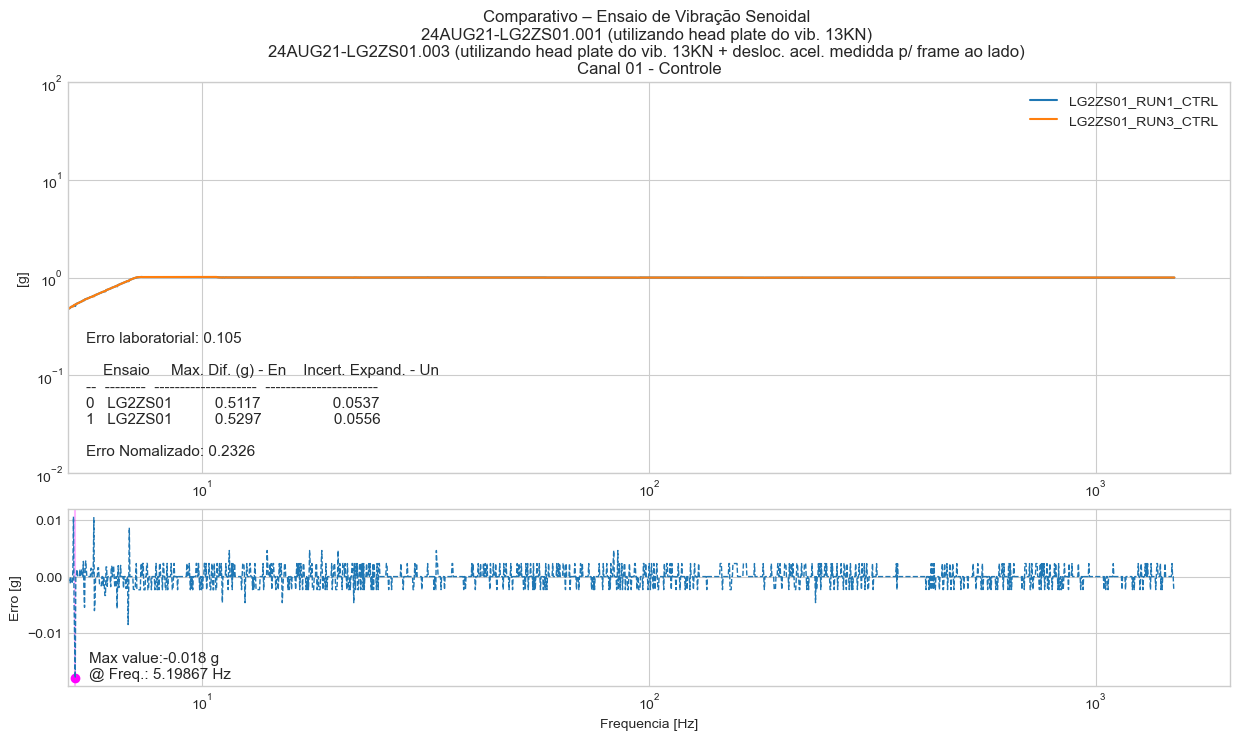 Comparativo – Ensaio de Vibração Senoidal
24AUG21-LG2ZS01.001 (utilizando head plate do vib. 13KN)
24AUG21-LG2ZS01.003 (utilizando head plate do vib. 13KN + desloc. acel. medidda p/ frame ao lado)
Canal 01 - Controle
10²
10¹
10⁰
10⁻¹
10⁻²
[g]
LG2ZS01_RUN1_CTRL
LG2ZS01_RUN3_CTRL
Erro laboratorial: 0.105
Ensaio Max. Dif. (g) - En Incert. Expand. - Un
-- -------- --------------------- -----------------------
0 LG2ZS01 0.5117 0.0537
1 LG2ZS01 0.5297 0.0556
Erro Nomalizado: 0.2326
10¹ 10² 10³
0.01
0.00
−0.01
Erro [g]
Max value:-0.018 g
@ Freq.: 5.19867 Hz
10¹ 10² 10³
Frequencia [Hz]